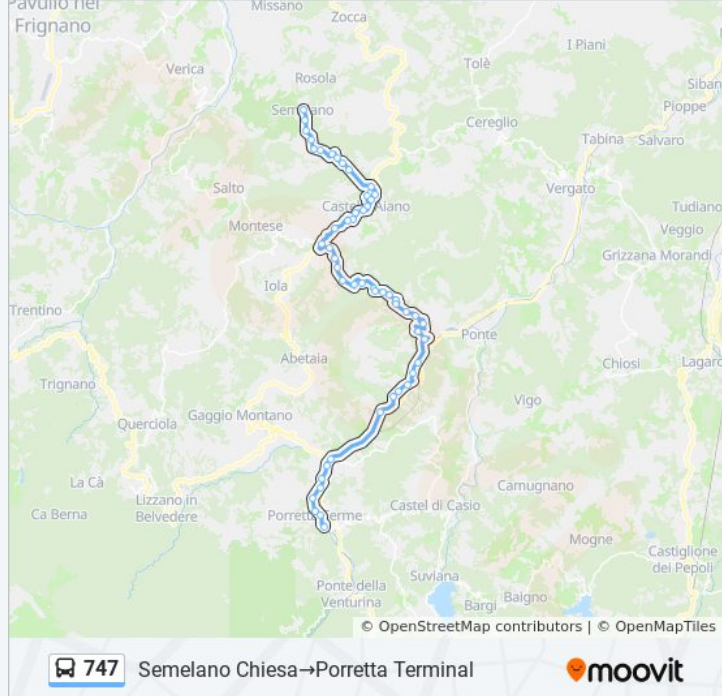 Pavullo nel
Frignano
Missano
Zocca
I Piani
Verica
Tolè
Rosola
Siban
Pioppe
Semelano
Cereglio
Tabina
Salvaro
Salto
Vergato
Castel d'Aiano
Tudiano
Montese
Veggio
Grizzana Morandi
Iola
Trentino
Ponte
Abetaia
Chiosi
Lagaro
Trignano
Vigo
Gaggio Montano
Querciola
La Cà
Camugnano
Lizzano in
Belvedere
Castel di Casio
Ca Berna
Porretta Terme
Mogne
Castiglione
dei Pepoli
Suviana
Ponte della
Venturina
Bargi
Baigno
© OpenStreetMap contributors | © OpenMapTiles
747 Semelano Chiesa→Porretta Terminal
moovit